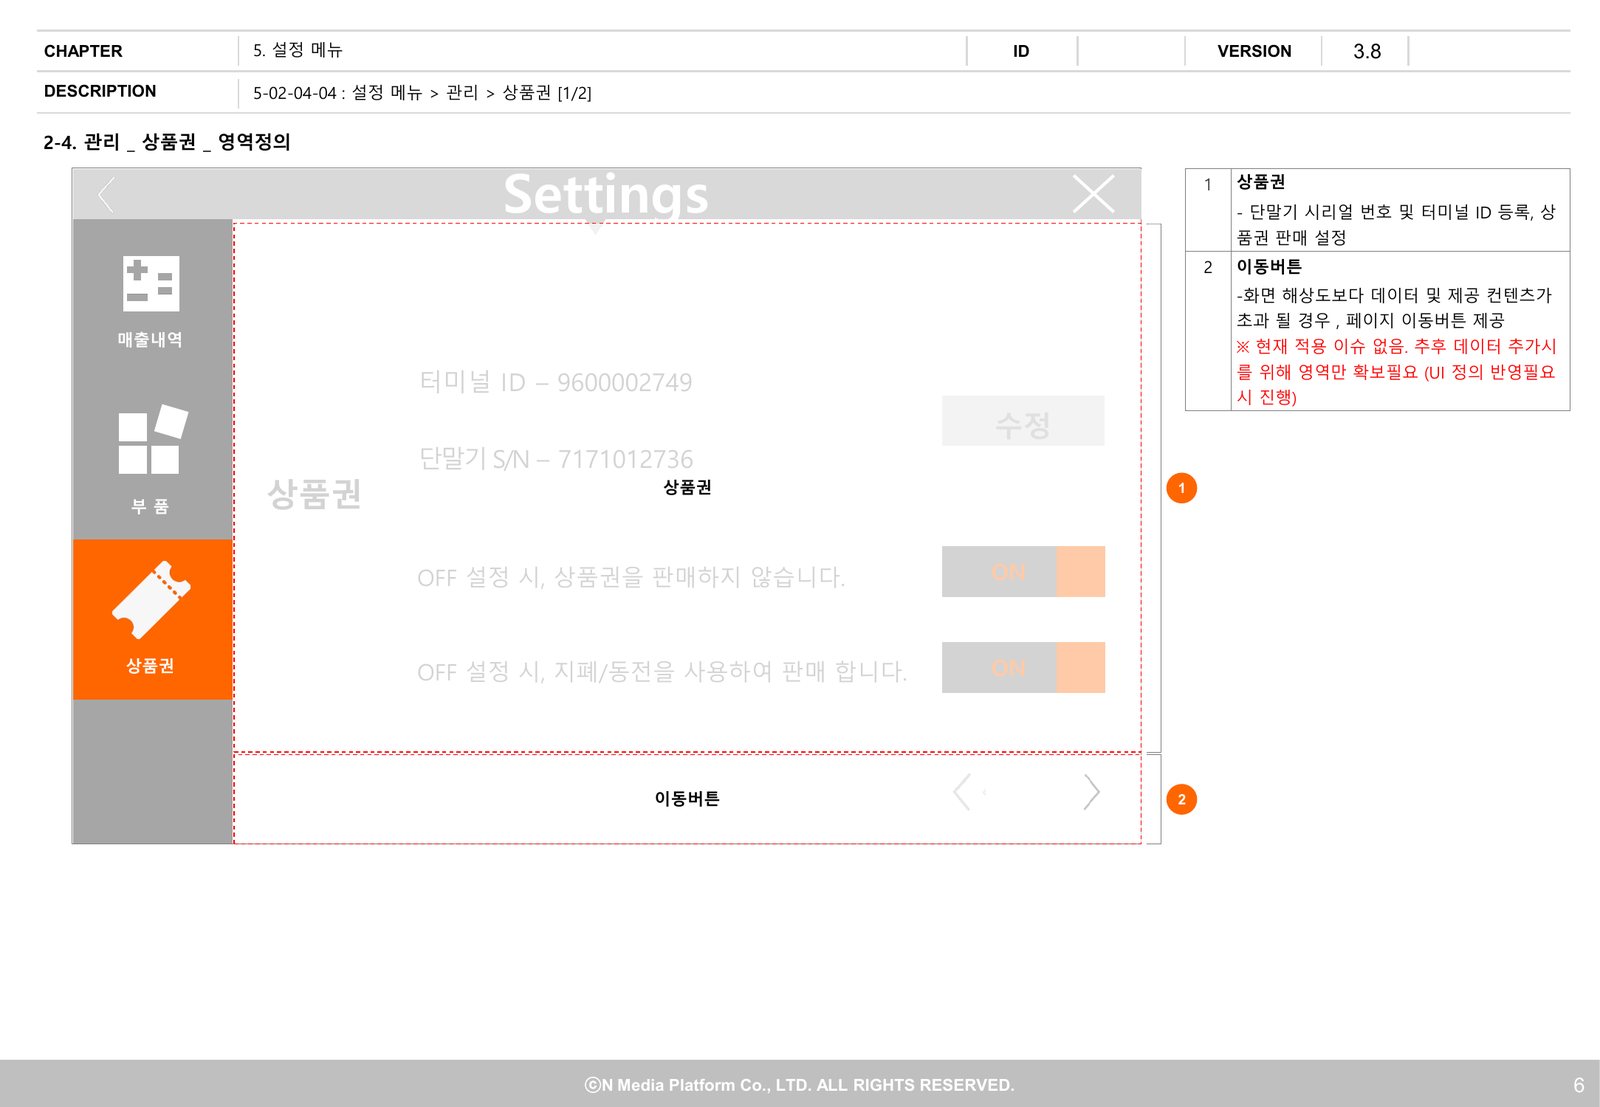 CHAPTER 5. 설정 메뉴 ID VERSION 3.8
DESCRIPTION 5-02-04-04 : 설정 메뉴 > 관리 > 상품권 [1/2]
2-4. 관리 _ 상품권 _ 영역정의
Settings
매출내역
부 품
상품권
터미널 ID – 9600002749
수정
단말기 S/N – 7171012736
상품권
상품권
OFF 설정 시, 상품권을 판매하지 않습니다.
ON
OFF 설정 시, 지폐/동전을 사용하여 판매 합니다.
ON
이동버튼
1
2
1 상품권
- 단말기 시리얼 번호 및 터미널 ID 등록, 상
품권 판매 설정
2 이동버튼
-화면 해상도보다 데이터 및 제공 컨텐츠가
초과 될 경우 , 페이지 이동버튼 제공
※ 현재 적용 이슈 없음. 추후 데이터 추가시
를 위해 영역만 확보필요 (UI 정의 반영필요
시 진행)
ⓒN Media Platform Co., LTD. ALL RIGHTS RESERVED.
6